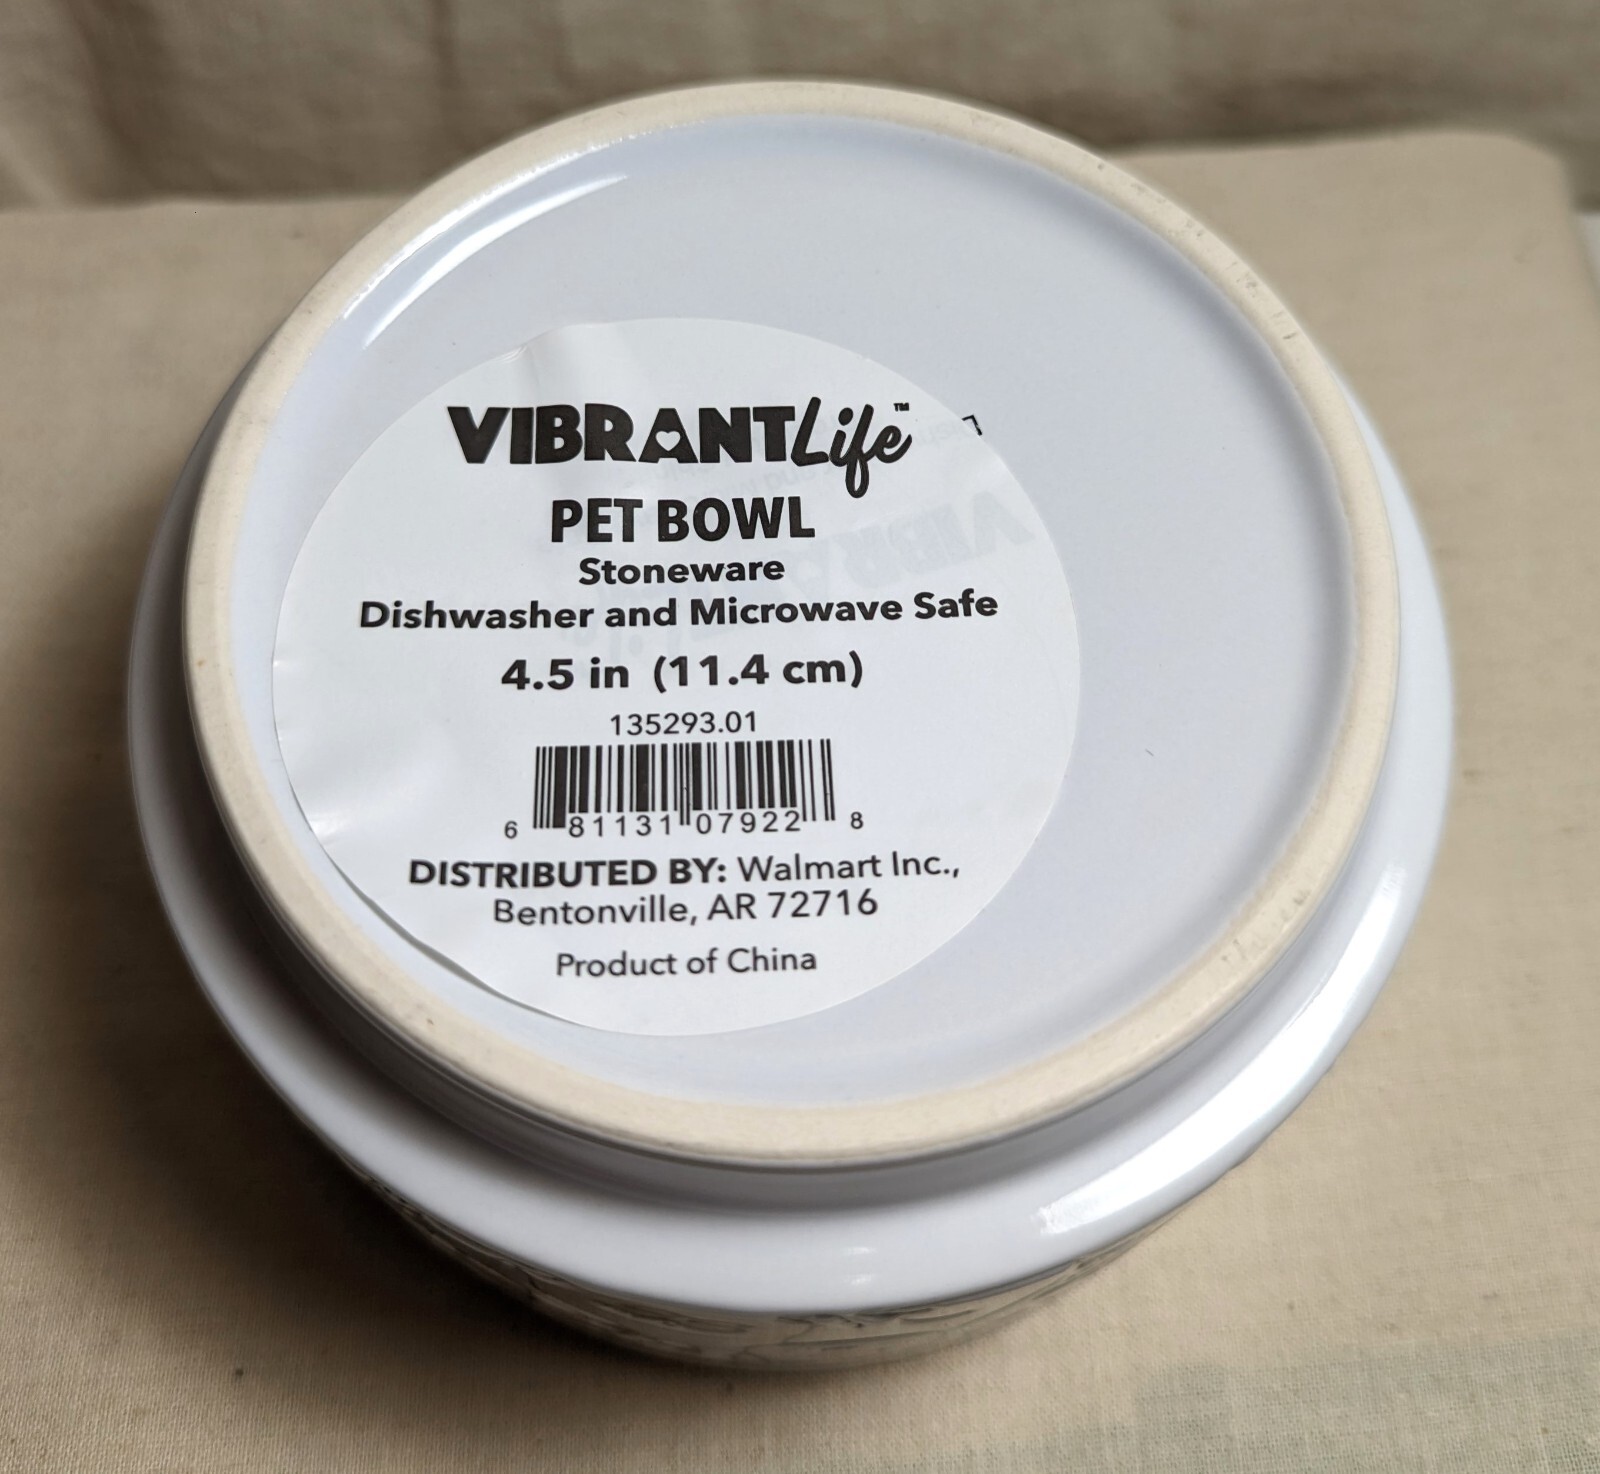 VIBRANTLife™
PET BOWL
Stoneware
Dishwasher and Microwave Safe
4.5 in (11.4 cm)
135293.01
6 81131 07922 8
DISTRIBUTED BY: Walmart Inc.,
Bentonville, AR 72716
Product of China